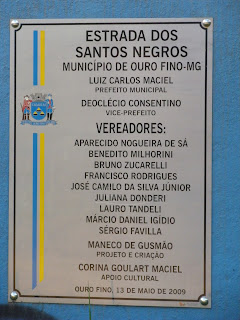 ESTRADA DOS
SANTOS NEGROS
MUNICÍPIO DE OURO FINO-MG
LUIZ CARLOS MACIEL
PREFEITO MUNICIPAL
DEOCLÉCIO CONSENTINO
VICE-PREFEITO
VEREADORES:
APARECIDO NOGUEIRA DE SÁ
BENEDITO MILHORINI
BRUNO ZUCARELLI
FRANCISCO RODRIGUES
JOSÉ CAMILO DA SILVA JÚNIOR
JULIANA DONDERI
LAURO TANDELI
MÁRCIO DANIEL IGÍDIO
SÉRGIO FAVILLA
MANECO DE GUSMÃO
PROJETO E CRIAÇÃO
CORINA GOULART MACIEL
APOIO CULTURAL
OURO FINO, 13 DE MAIO DE 2009